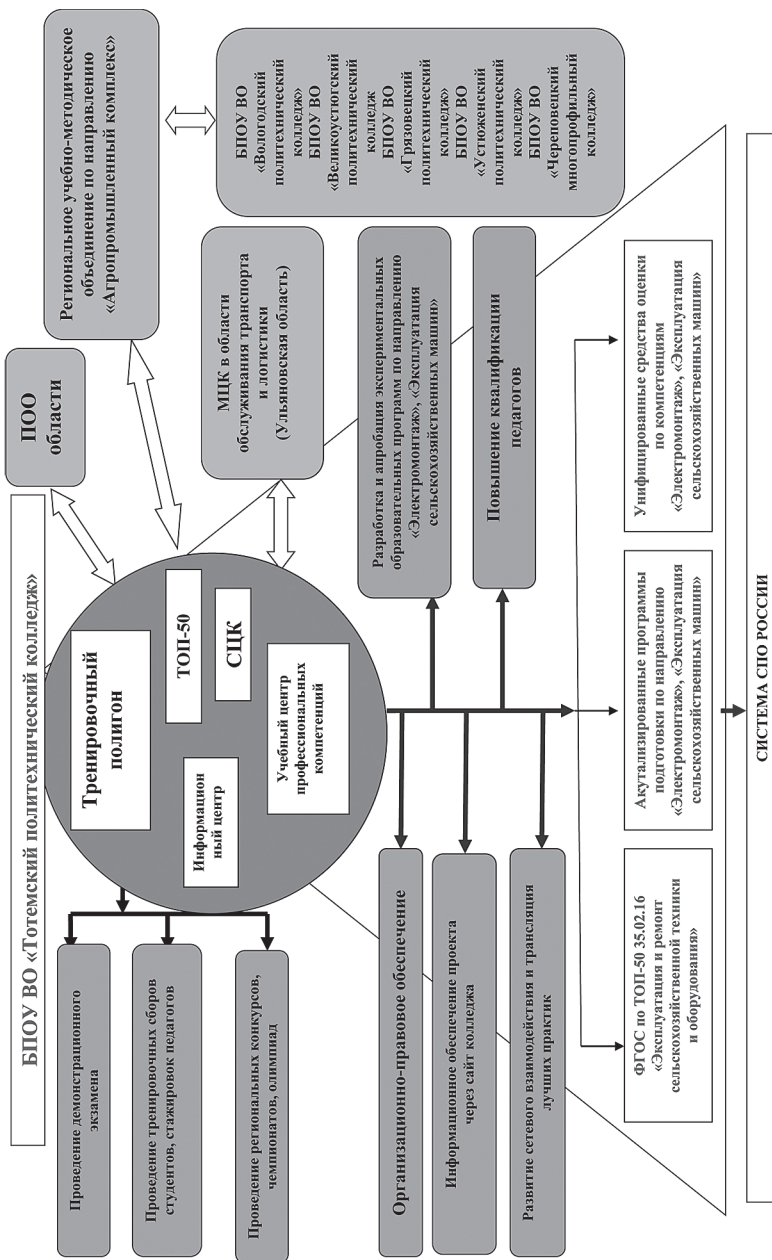 БПОУ ВО «Тотемский политехнический колледж»
Проведение демонстрационного
экзамена
Проведение тренировочных сборов
студентов, стажировок педагогов
Проведение региональных конкурсов,
чемпионатов, олимпиад
Тренировочный
полигон
Информацион
ный центр
ТОП-50
СЦК
Учебный центр
профессиональных
компетенций
ПОО
области
Региональное учебно-методическое
объединение по направлению
«Агропромышленный комплекс»
МЦК в области
обслуживания транспорта
и логистики
(Ульяновская область)
БПОУ ВО
«Вологодский
политехнический
колледж»
БПОУ ВО
«Великоустюгский
политехнический
колледж
БПОУ ВО
«Грязовецкий
политехнический
колледж»
БПОУ ВО
«Устюженский
политехнический
колледж»
БПОУ ВО
«Череповецкий
многопрофильный
колледж»
Организационно-правовое обеспечение
Информационное обеспечение проекта
через сайт колледжа
Развитие сетевого взаимодействия и трансляция
лучших практик
Разработка и апробация экспериментальных
образовательных программ по направлению
«Электромонтаж», «Эксплуатация
сельскохозяйственных машин»
Повышение квалификации
педагогов
ФГОС по ТОП-50 35.02.16
«Эксплуатация и ремонт
сельскохозяйственной техники
и оборудования»
Акутализированные программы
подготовки по направлению
«Электромонтаж», «Эксплуатация
сельскохозяйственных машин»
Унифицированные средства оценки
по компетенциям
«Электромонтаж», «Эксплуатация
сельскохозяйственных машин»
СИСТЕМА СПО РОССИИ